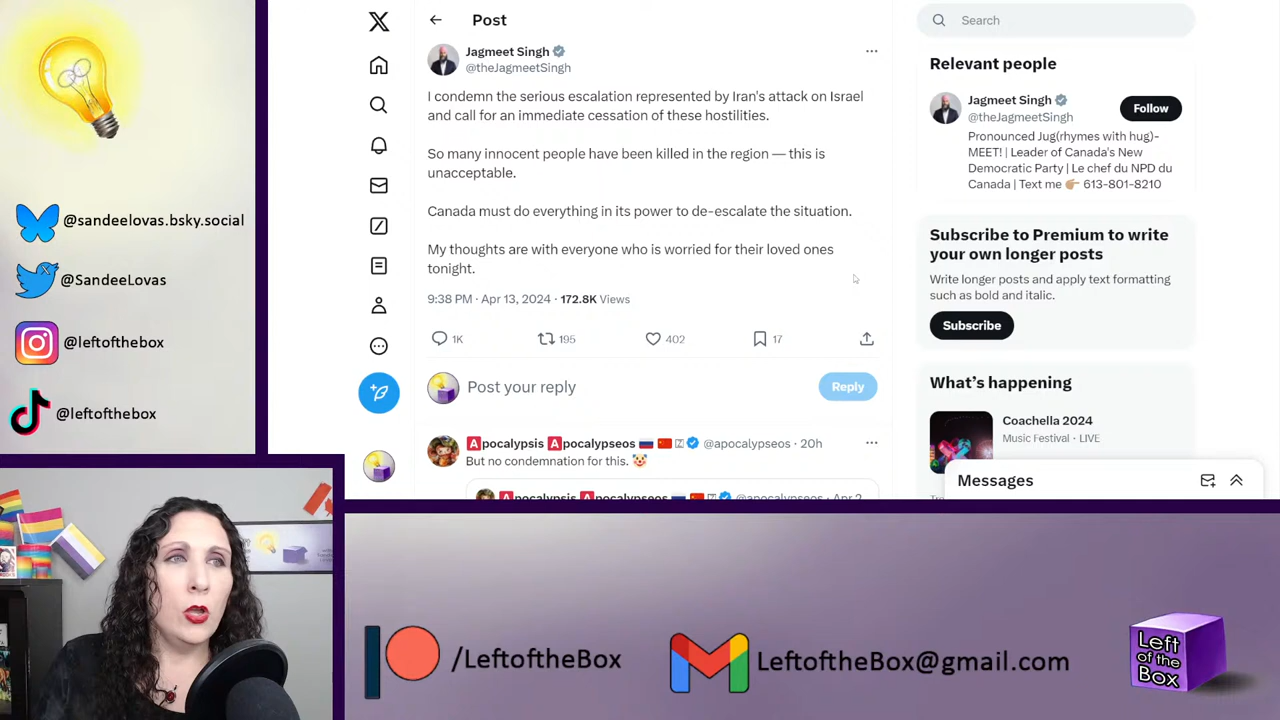 Post
Search
Jagmeet Singh
@theJagmeetSingh
I condemn the serious escalation represented by Iran's attack on Israel
and call for an immediate cessation of these hostilities.
So many innocent people have been killed in the region — this is
unacceptable.
Canada must do everything in its power to de-escalate the situation.
My thoughts are with everyone who is worried for their loved ones
tonight.
9:38 PM · Apr 13, 2024 · 172.8K Views
1K 195 402 17
Post your reply
Reply
🅰pocalypsis 🅰pocalypseos 🇷🇺 🇨🇳 🇿 @apocalypseos · 20h
But no condemnation for this. 🤡
🅰pocalypsis 🅰pocalypseos @apocalypseos · Apr 2
Relevant people
Jagmeet Singh
@theJagmeetSingh
Follow
Pronounced Jug(rhymes with hug)-
MEET! | Leader of Canada's New
Democratic Party | Le chef du NPD du
Canada | Text me 👉🏽 613-801-8210
Subscribe to Premium to write
your own longer posts
Write longer posts and apply text formatting
such as bold and italic.
Subscribe
What's happening
Coachella 2024
Music Festival · LIVE
Messages
@sandeelovas.bsky.social
@SandeeLovas
@leftofthebox
@leftofthebox
/LeftoftheBox
LeftoftheBox@gmail.com
Left
of the
Box